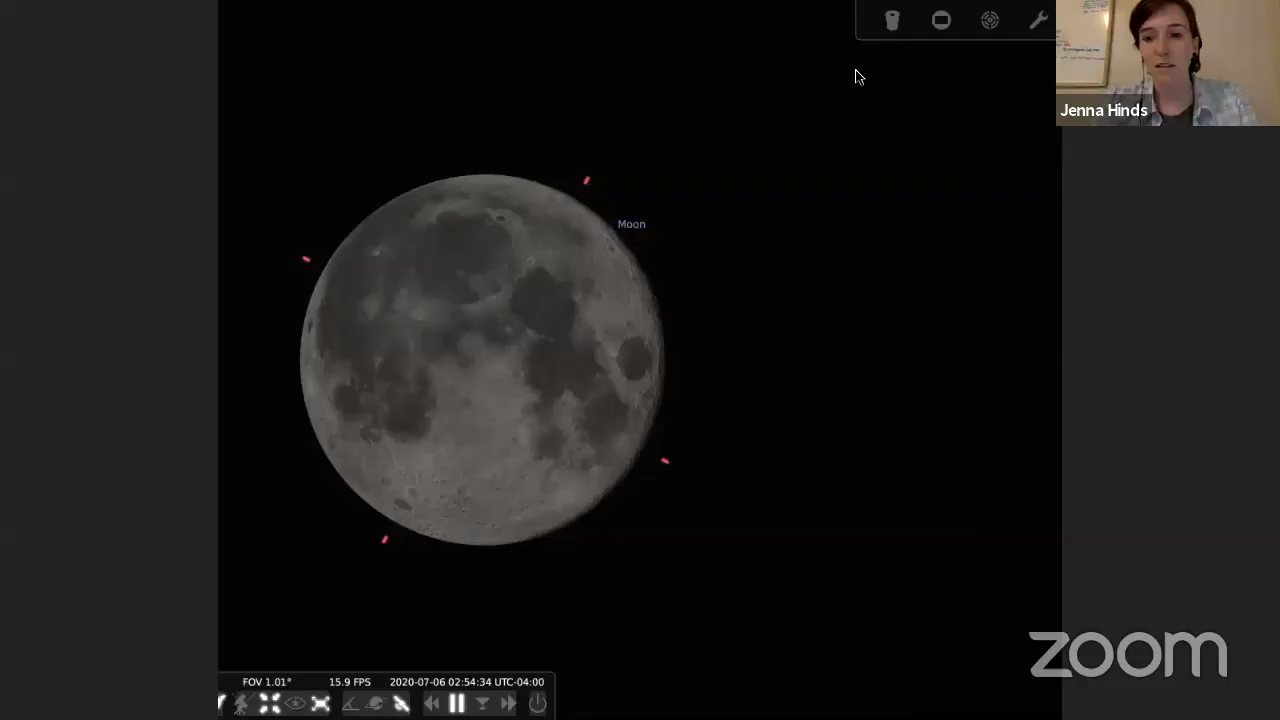 Jenna Hinds
Moon
zoom
FOV 1.01°
15.9 FPS
2020-07-06 02:54:34 UTC-04:00